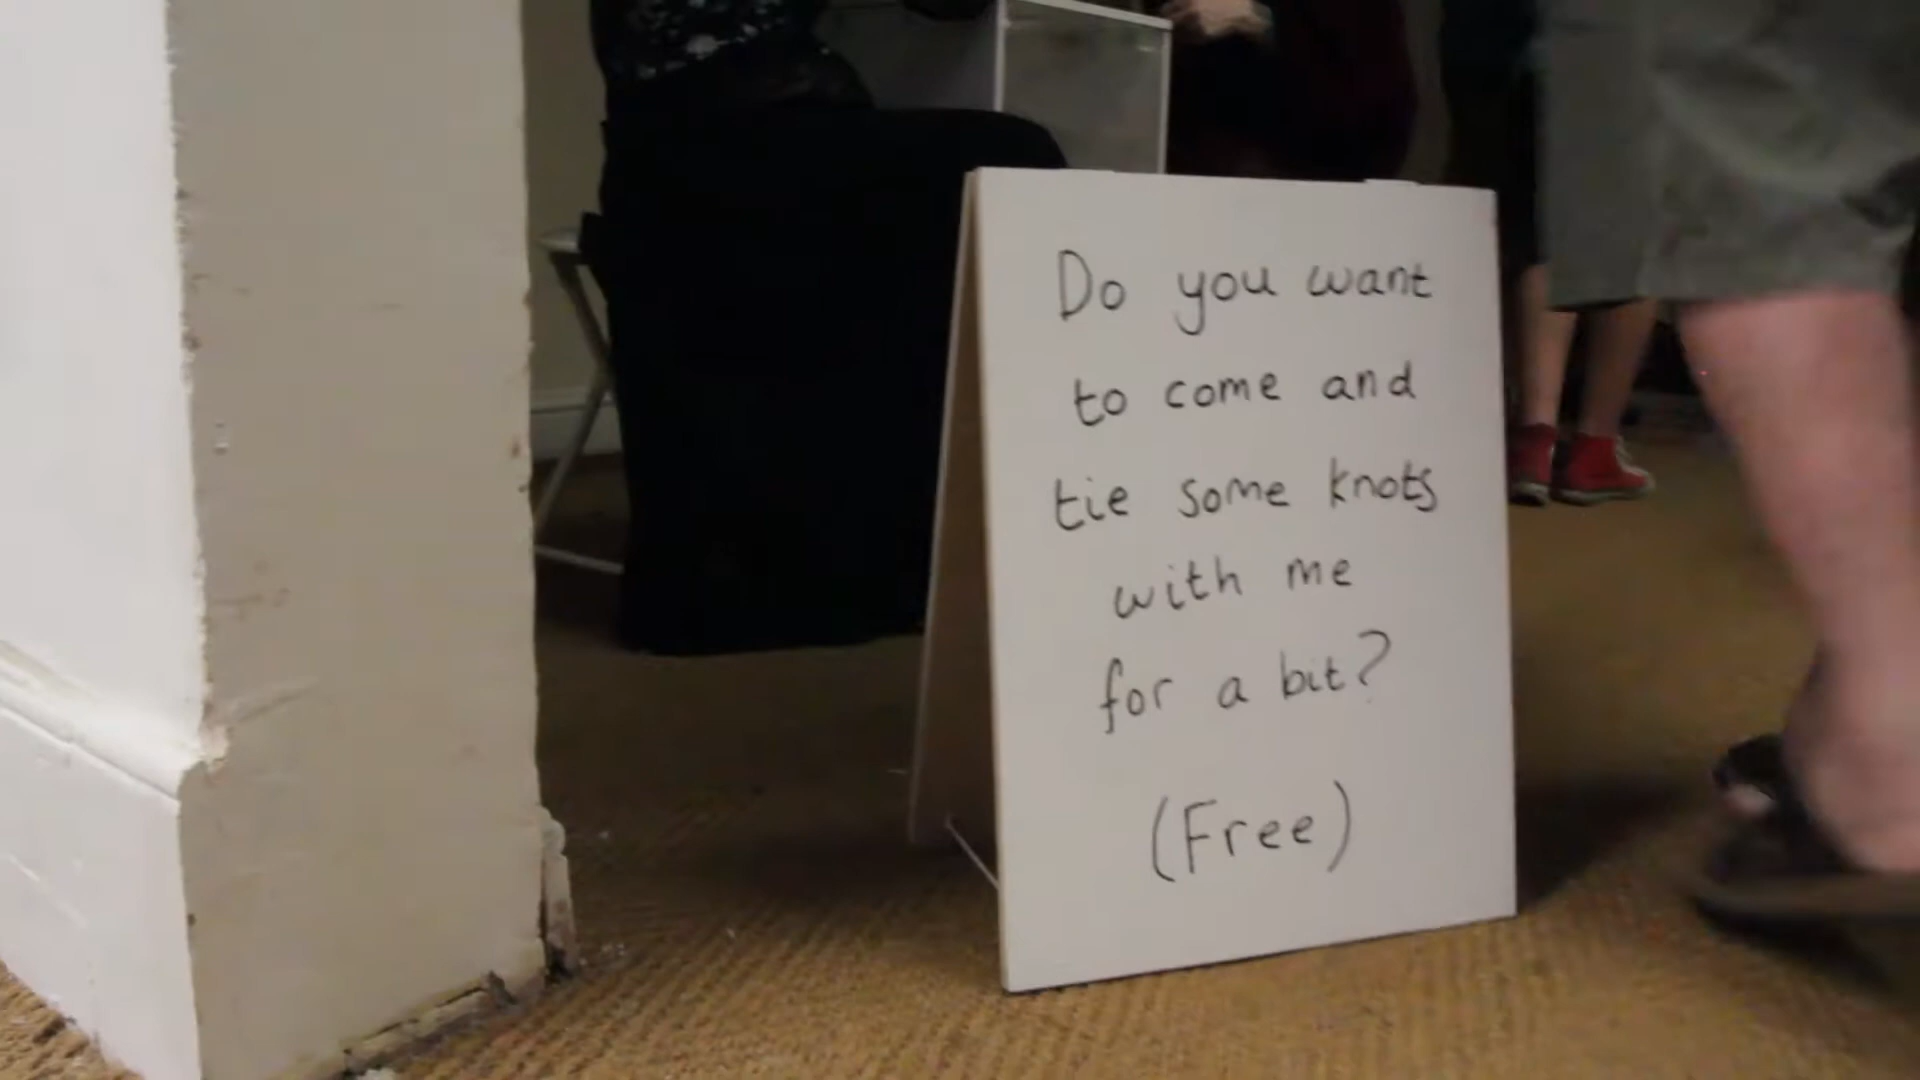 Do you want
to come and
tie some knots
with me
for a bit?
(Free)